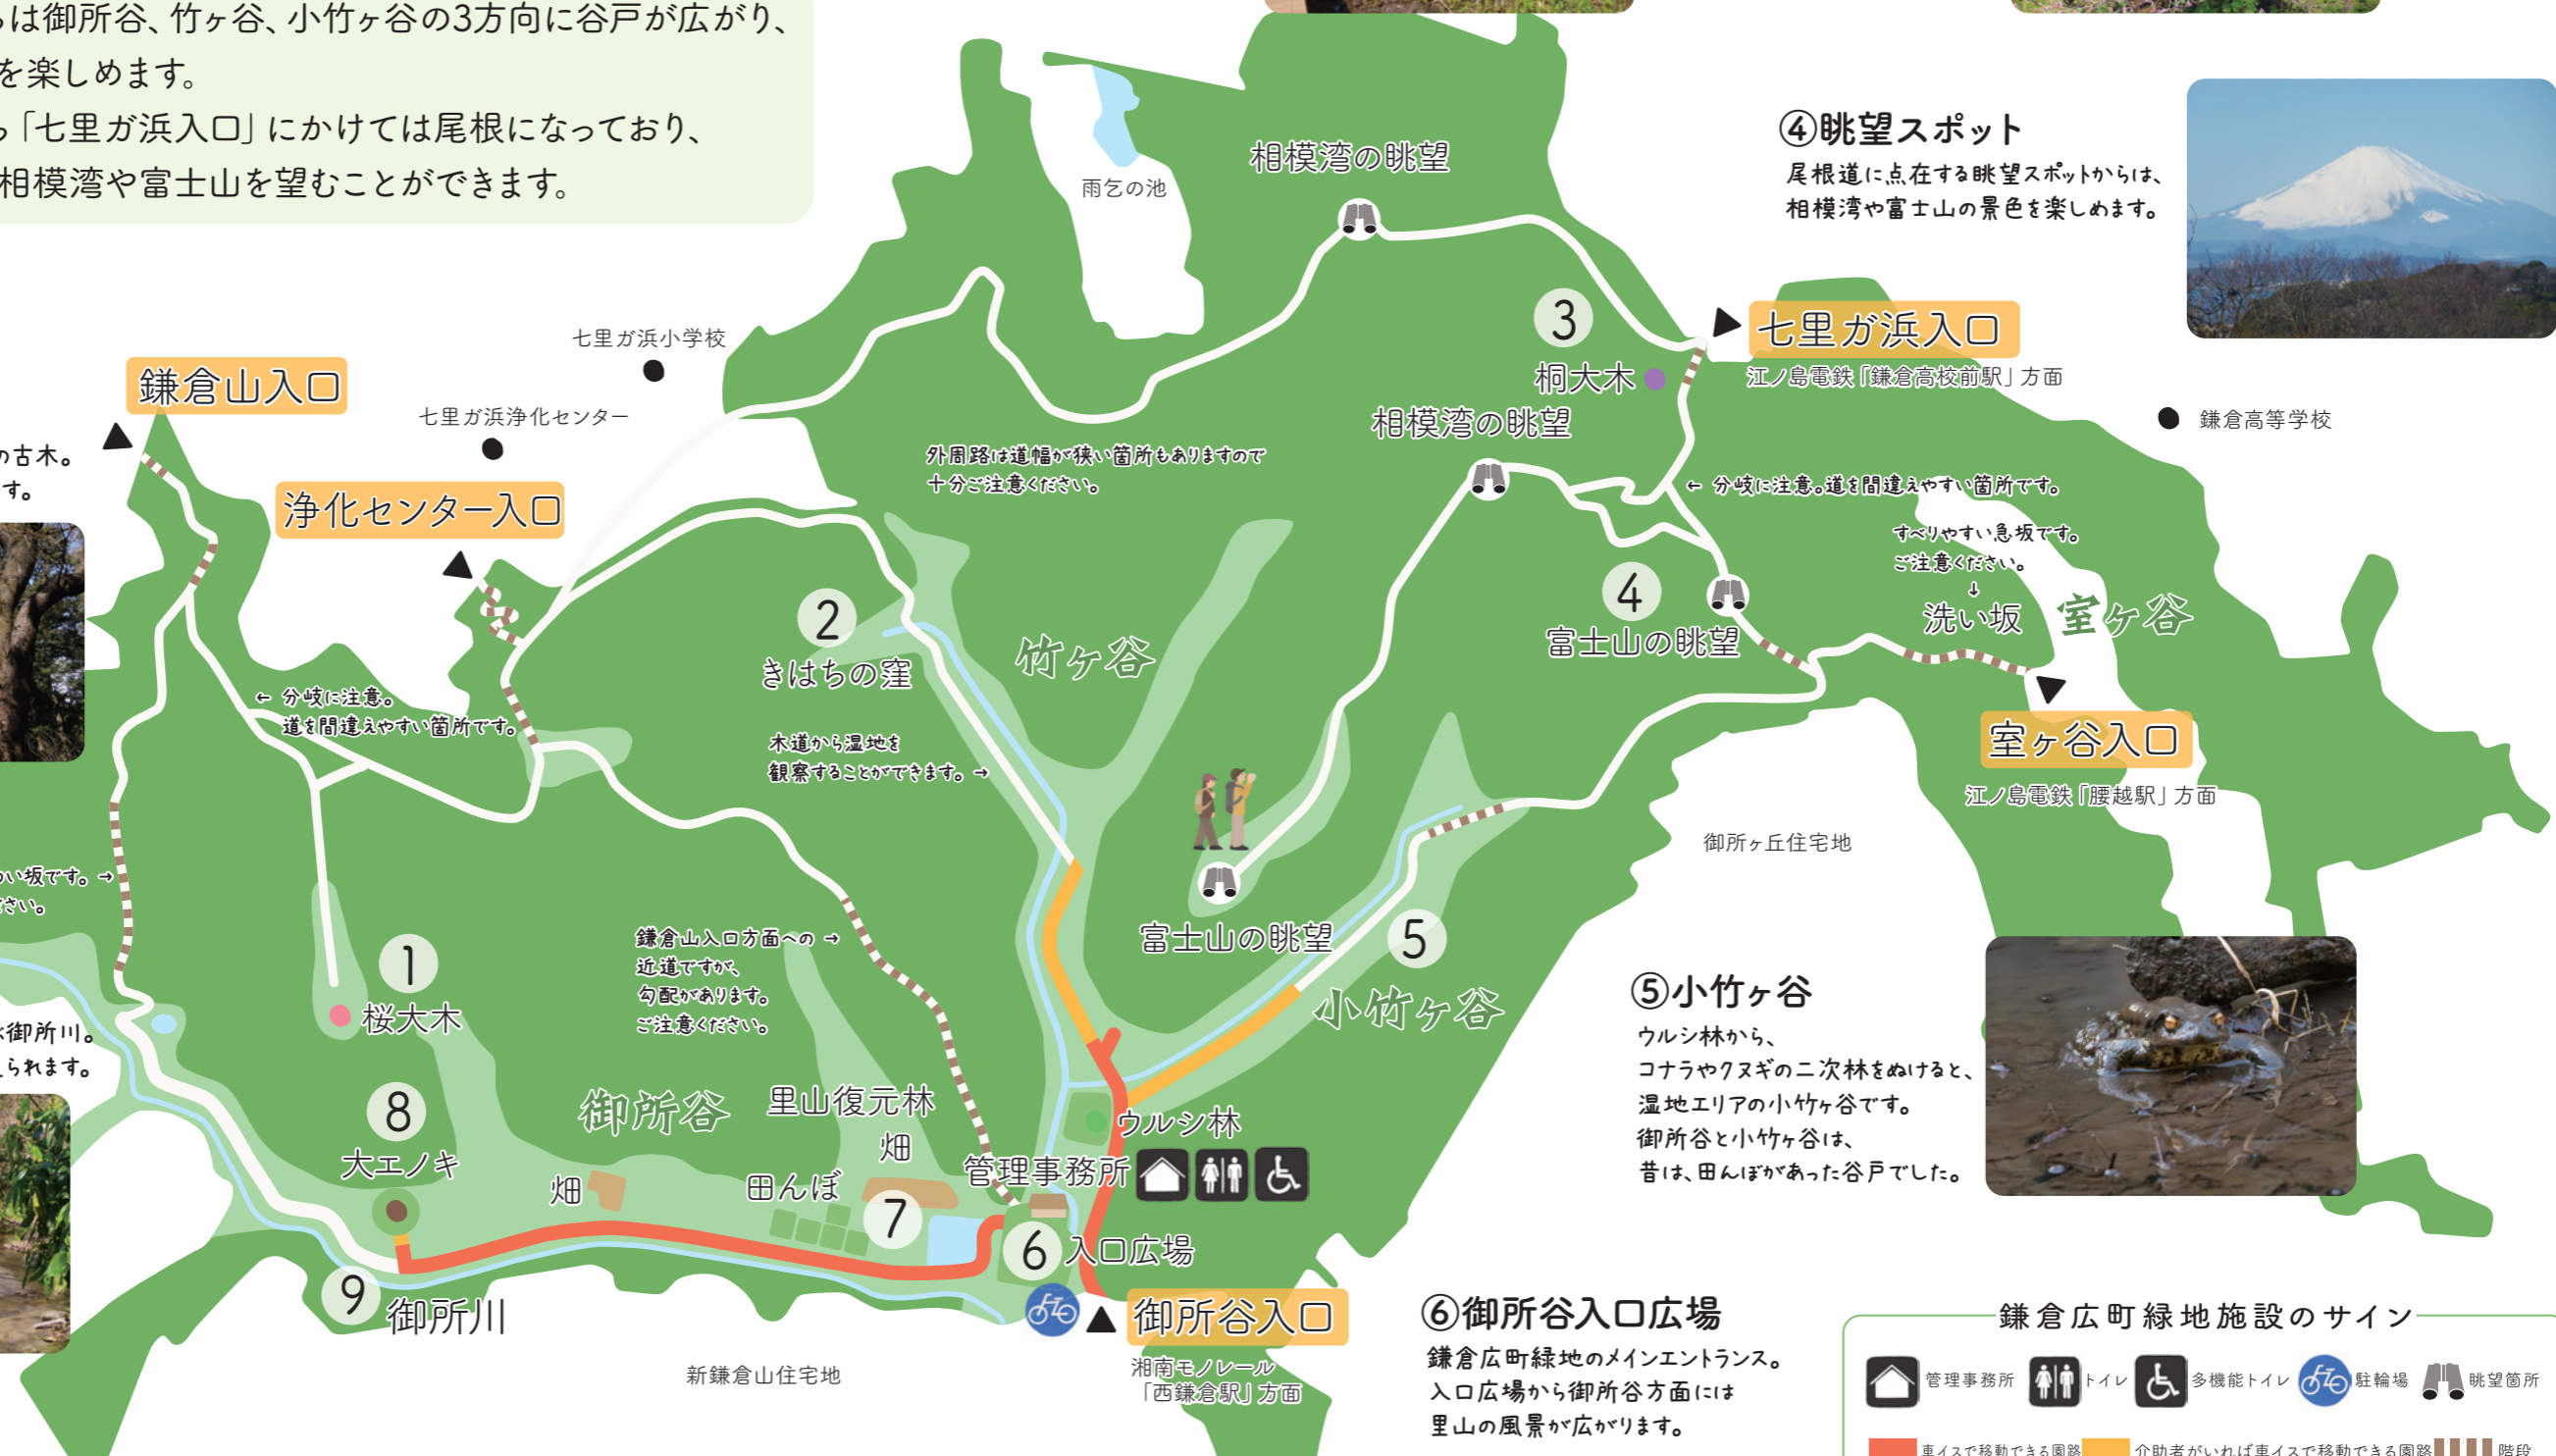 は御所谷、竹ヶ谷、小竹ヶ谷の3方向に谷戸が広がり、
を楽しめます。
「七里ガ浜入口」にかけては尾根になっており、
相模湾や富士山を望むことができます。
④眺望スポット
尾根道に点在する眺望スポットからは、
相模湾や富士山の景色を楽しめます。
相模湾の眺望
雨乞の池
3
桐大木
七里ガ浜入口
江ノ島電鉄「鎌倉高校前駅」方面
鎌倉高等学校
七里ガ浜小学校
鎌倉山入口
七里ガ浜浄化センター
の古木。
す。
浄化センター入口
外周路は道幅が狭い箇所もありますので
十分ご注意ください。
相模湾の眺望
← 分岐に注意。道を間違えやすい箇所です。
すべりやすい急坂です。
ご注意ください。
↓
洗い坂
室ヶ谷
4
富士山の眺望
2
きはちの窪
竹ヶ谷
← 分岐に注意。
道を間違えやすい箇所です。
木道から湿地を
観察することができます。→
室ヶ谷入口
江ノ島電鉄「腰越駅」方面
御所ヶ丘住宅地
い坂です。→
さい。
富士山の眺望
5
小竹ヶ谷
鎌倉山入口方面への →
近道ですが、
勾配があります。
ご注意ください。
1
桜大木
御所川。
られます。
⑤小竹ヶ谷
ウルシ林から、
コナラやクヌギの二次林をぬけると、
湿地エリアの小竹ヶ谷です。
御所谷と小竹ヶ谷は、
昔は、田んぼがあった谷戸でした。
8
大エノキ
御所谷
里山復元林
畑
畑
田んぼ
7
ウルシ林
管理事務所
6
入口広場
9
御所川
御所谷入口
湘南モノレール
「西鎌倉駅」方面
新鎌倉山住宅地
⑥御所谷入口広場
鎌倉広町緑地のメインエントランス。
入口広場から御所谷方面には
里山の風景が広がります。
鎌倉広町緑地施設のサイン
管理事務所 トイレ 多機能トイレ 駐輪場 眺望箇所
車イスで移動できる園路 介助者がいれば車イスで移動できる園路 階段